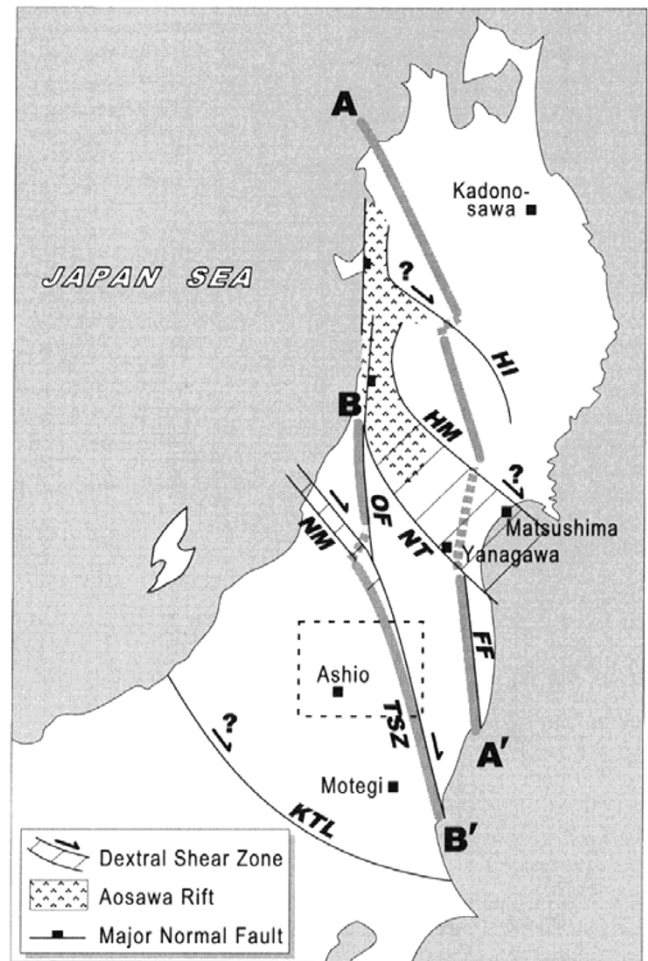 A
Kadono-
sawa
JAPAN SEA
?
HI
B
HM
?
OF
Matsushima
NM
NT
Yanagawa
FF
Ashio
TSZ
?
A'
Motegi
KTL
B'
Dextral Shear Zone
Aosawa Rift
Major Normal Fault